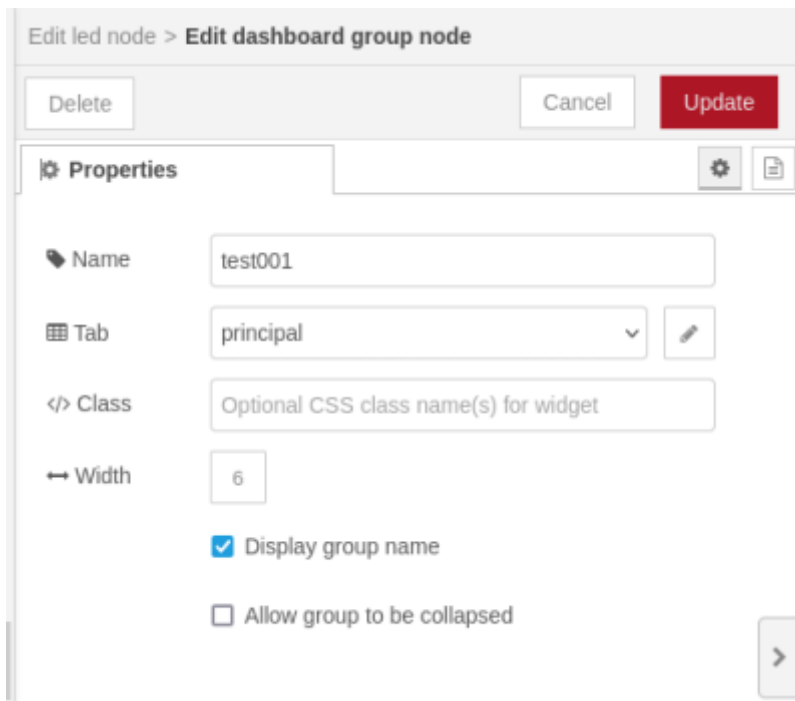 Edit led node > Edit dashboard group node
Delete Cancel Update
Properties
Name test001
Tab principal
</> Class Optional CSS class name(s) for widget
Width 6
Display group name
Allow group to be collapsed